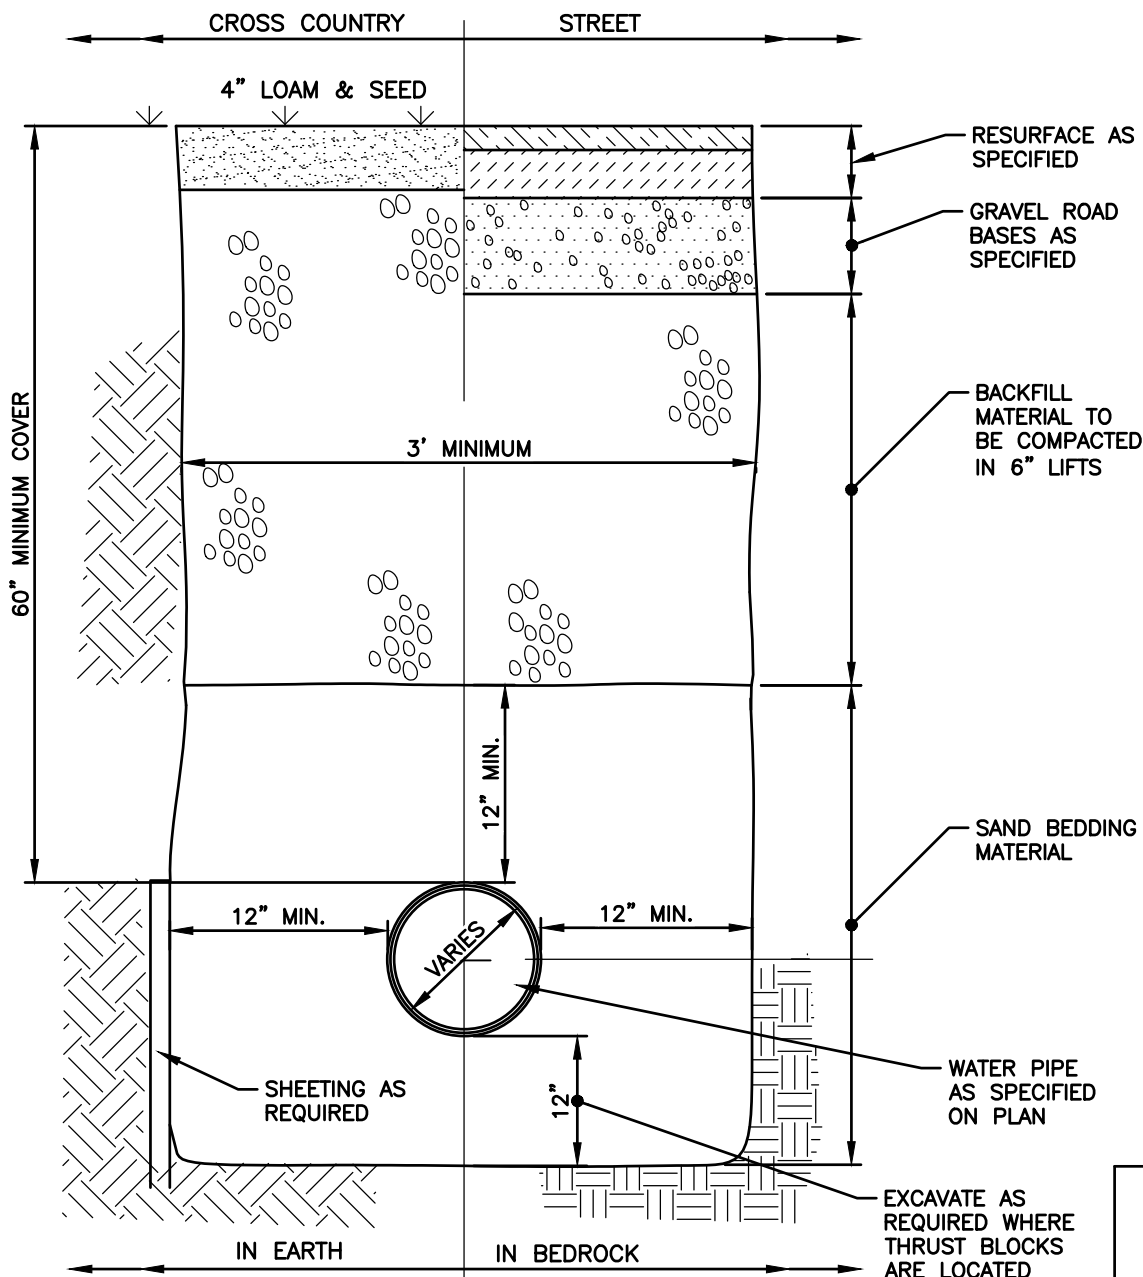 CROSS COUNTRY
STREET
4" LOAM & SEED
RESURFACE AS
SPECIFIED
GRAVEL ROAD
BASES AS
SPECIFIED
BACKFILL
MATERIAL TO
BE COMPACTED
IN 6" LIFTS
3' MINIMUM
60" MINIMUM COVER
12" MIN.
SAND BEDDING
MATERIAL
12" MIN.
12" MIN.
VARIES
SHEETING AS
REQUIRED
12"
WATER PIPE
AS SPECIFIED
ON PLAN
EXCAVATE AS
REQUIRED WHERE
THRUST BLOCKS
ARE LOCATED
IN EARTH
IN BEDROCK